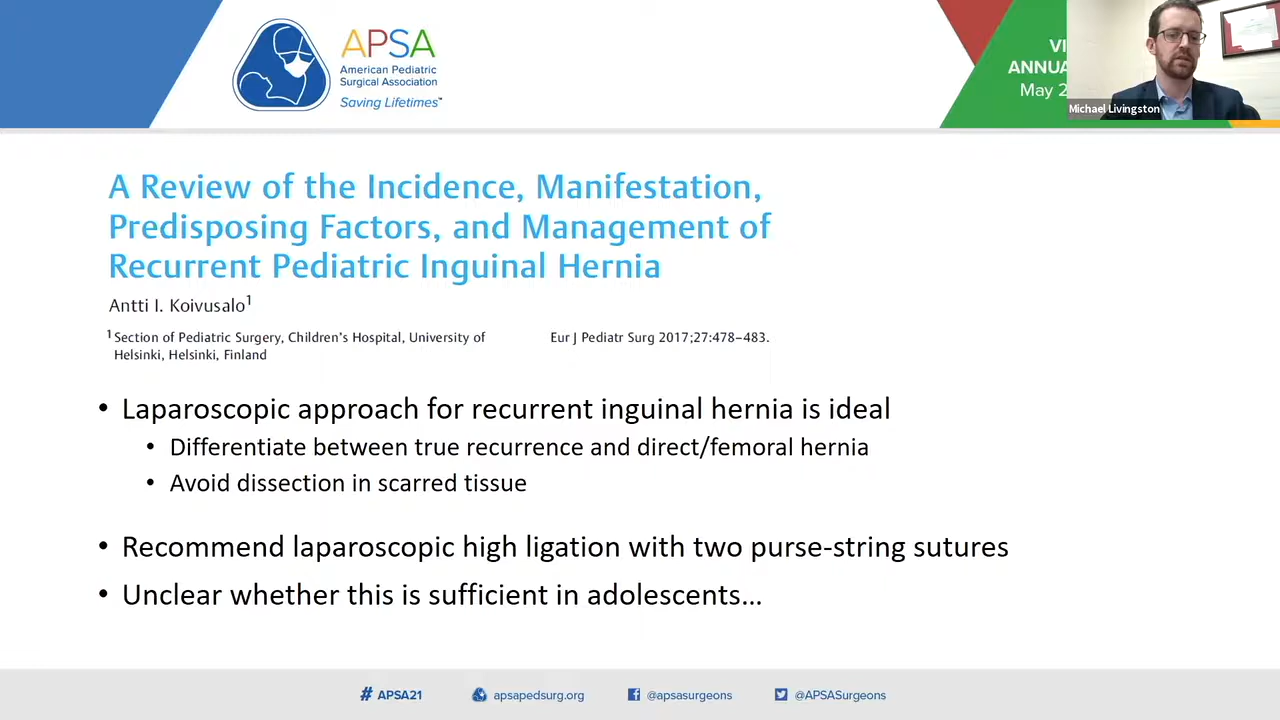 APSA
American Pediatric
Surgical Association
Saving Lifetimes™
VI
ANNUA
May 2
Michael Livingston
A Review of the Incidence, Manifestation,
Predisposing Factors, and Management of
Recurrent Pediatric Inguinal Hernia
Antti I. Koivusalo1
1 Section of Pediatric Surgery, Children's Hospital, University of
Helsinki, Helsinki, Finland
Eur J Pediatr Surg 2017;27:478–483.
• Laparoscopic approach for recurrent inguinal hernia is ideal
• Differentiate between true recurrence and direct/femoral hernia
• Avoid dissection in scarred tissue
• Recommend laparoscopic high ligation with two purse-string sutures
• Unclear whether this is sufficient in adolescents...
# APSA21
apsapedsurg.org
@apsasurgeons
@APSASurgeons